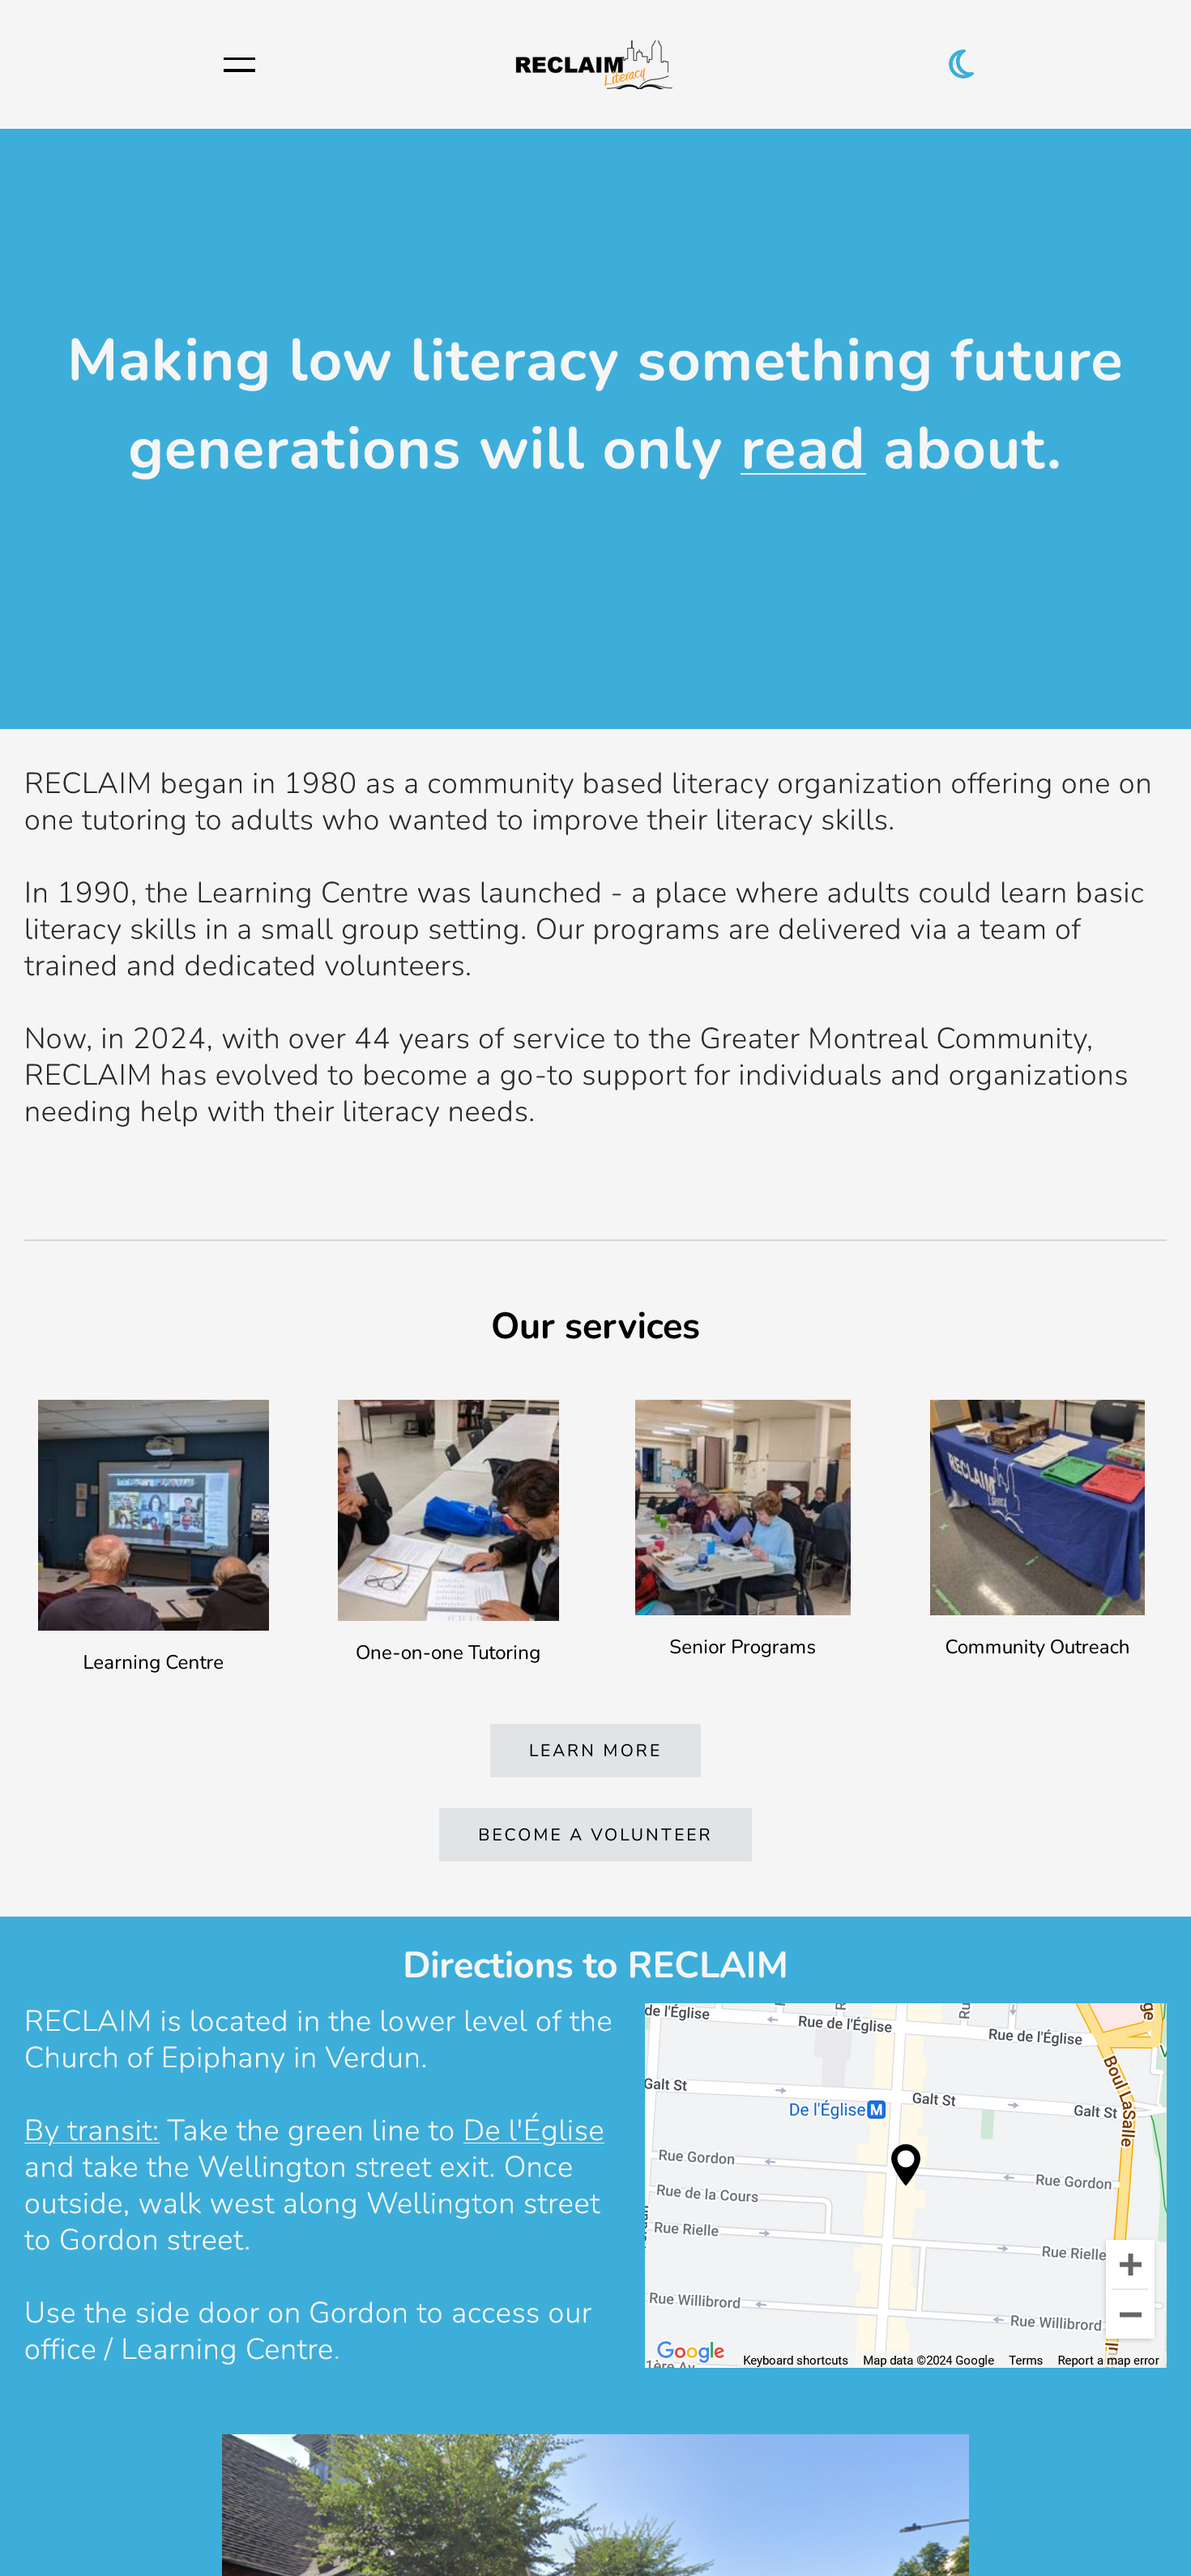 RECLAIM
Literacy
Making low literacy something future
generations will only read about.
RECLAIM began in 1980 as a community based literacy organization offering one on
one tutoring to adults who wanted to improve their literacy skills.
In 1990, the Learning Centre was launched - a place where adults could learn basic
literacy skills in a small group setting. Our programs are delivered via a team of
trained and dedicated volunteers.
Now, in 2024, with over 44 years of service to the Greater Montreal Community,
RECLAIM has evolved to become a go-to support for individuals and organizations
needing help with their literacy needs.
Our services
RECLAIM
Learning Centre
One-on-one Tutoring
Senior Programs
Community Outreach
LEARN MORE
BECOME A VOLUNTEER
Directions to RECLAIM
RECLAIM is located in the lower level of the
Church of Epiphany in Verdun.
By transit: Take the green line to De l'Église
and take the Wellington street exit. Once
outside, walk west along Wellington street
to Gordon street.
Use the side door on Gordon to access our
office / Learning Centre.
de l'Église
Rue de l'Église
Rue de l'Église
Galt St
Galt St
Galt St
De l'Église M
Boul LaSalle
Rue Gordon
Rue Gordon
Rue de la Cours
Rue Rielle
Rue Rielle
Rue Willibrord
Rue Willibrord
1ère Av
Google
Keyboard shortcuts
Map data ©2024 Google
Terms
Report a map error